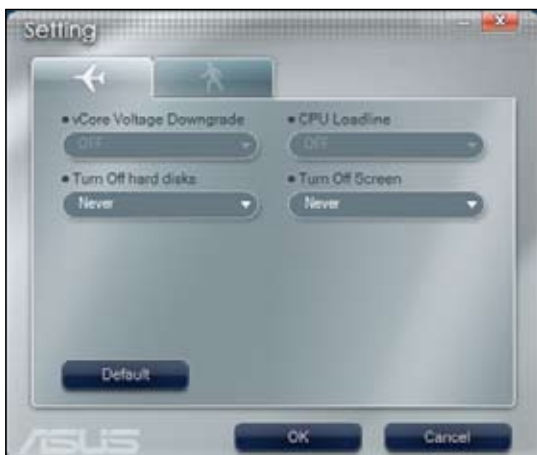 Setting
vCore Voltage Downgrade
CPU Loadline
OFF
OFF
Turn Off hard disks
Turn Off Screen
Never
Never
Default
OK
Cancel
ASUS